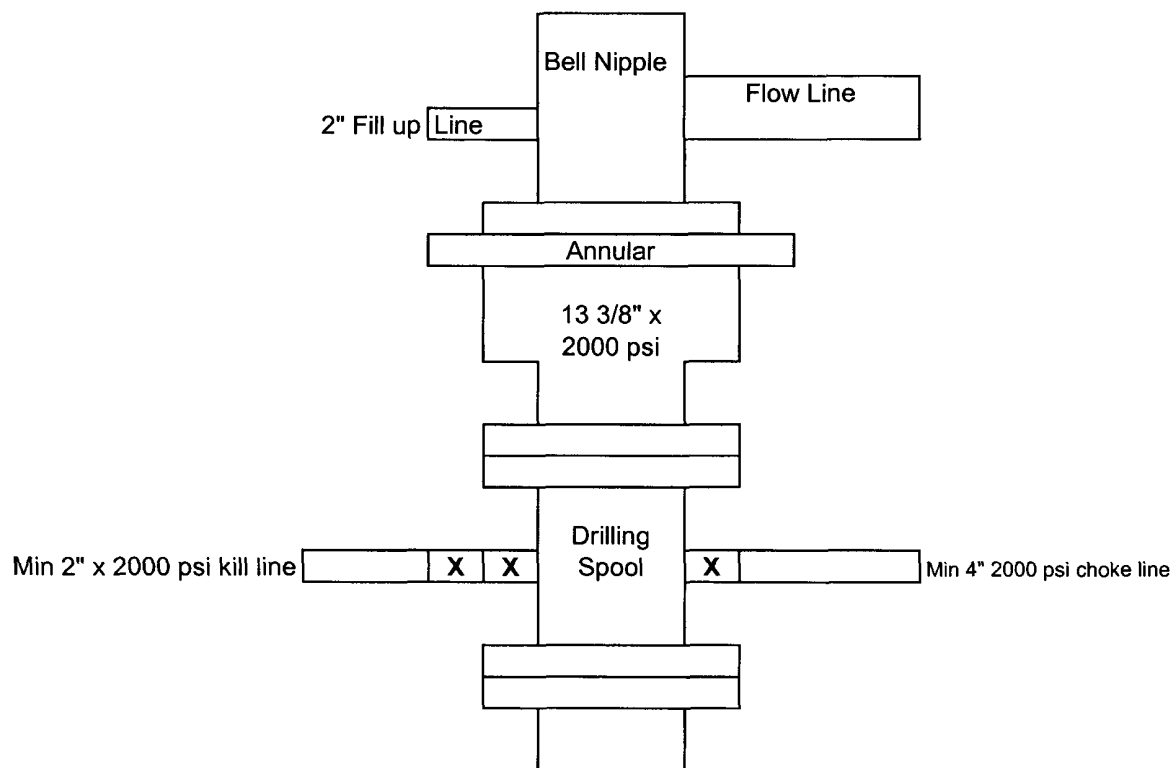 Bell Nipple
Flow Line
2" Fill up Line
Annular
13 3/8" x
2000 psi
Drilling
Spool
Min 2" x 2000 psi kill line
X X
X
Min 4" 2000 psi choke line